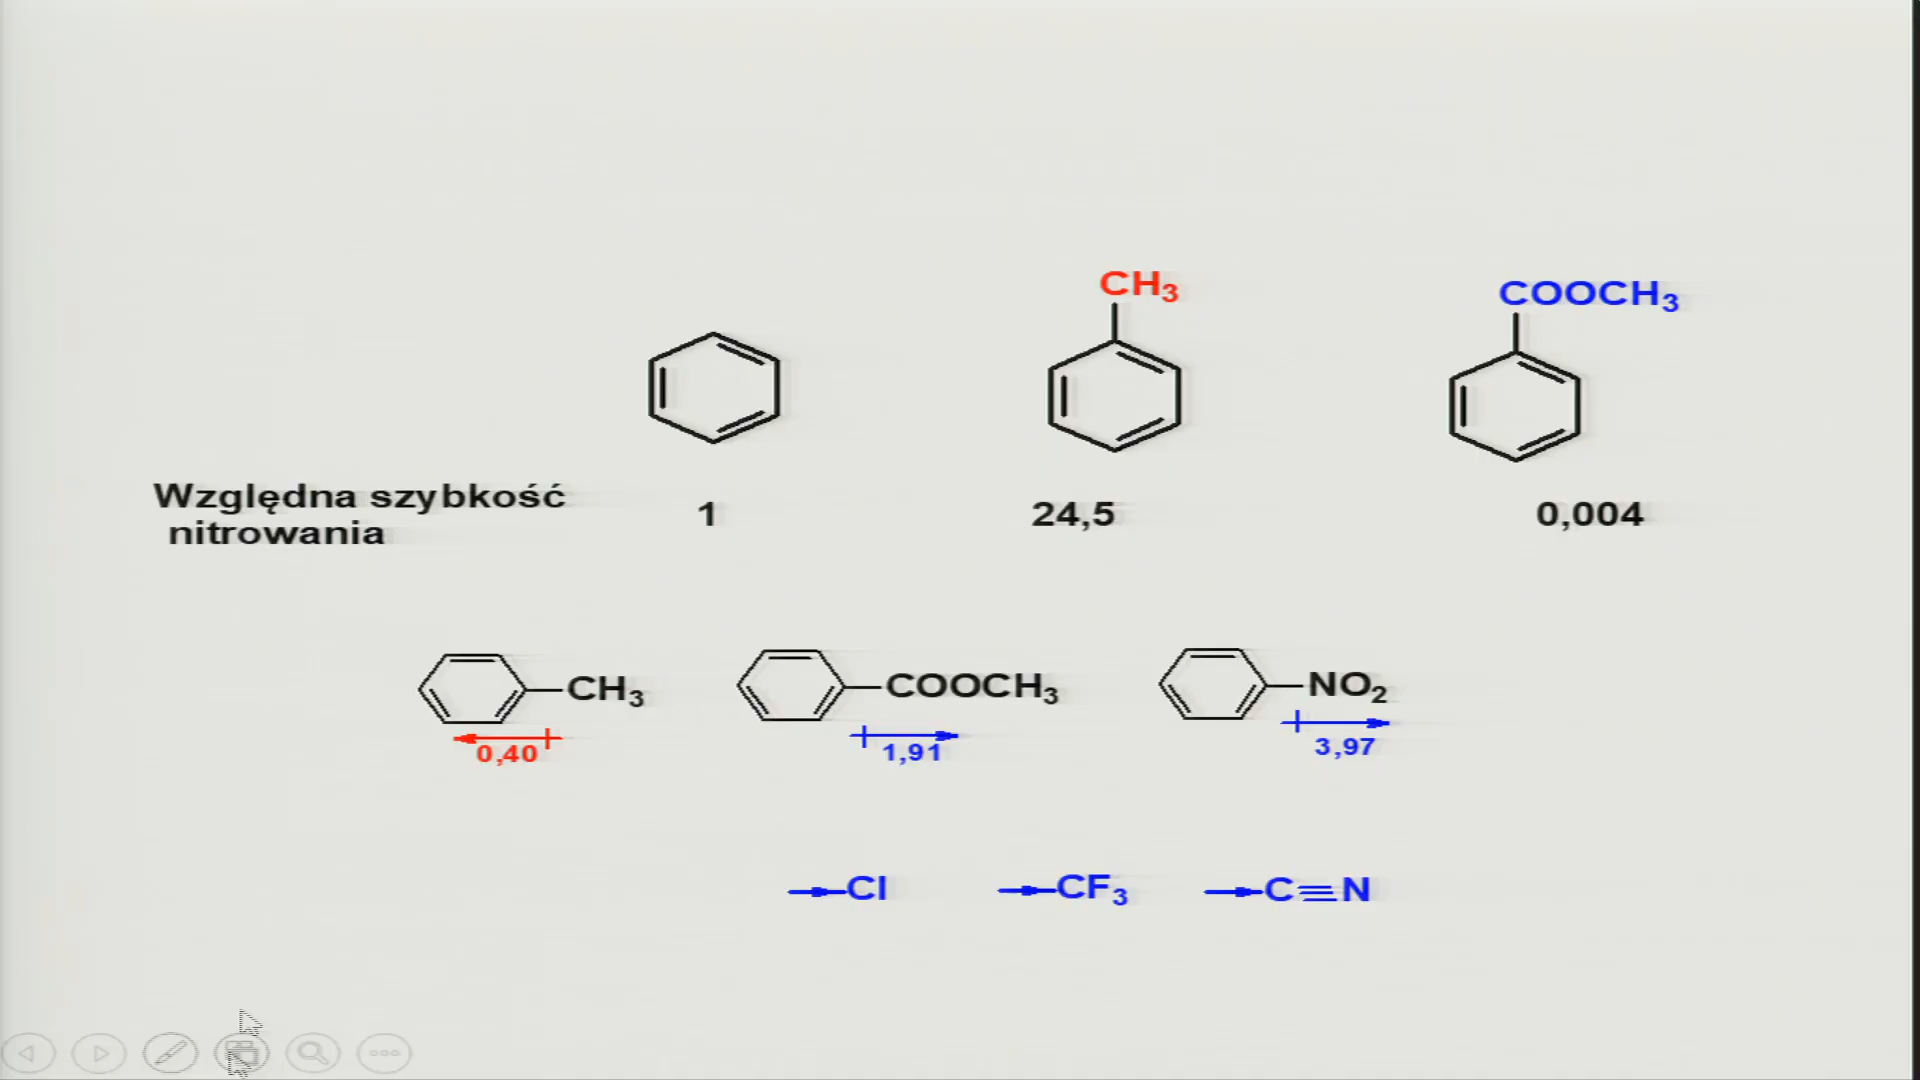 CH₃
COOCH₃
Względna szybkość
nitrowania
1
24,5
0,004
CH₃
COOCH₃
NO₂
0,40
1,91
3,97
Cl
CF₃
C≡N